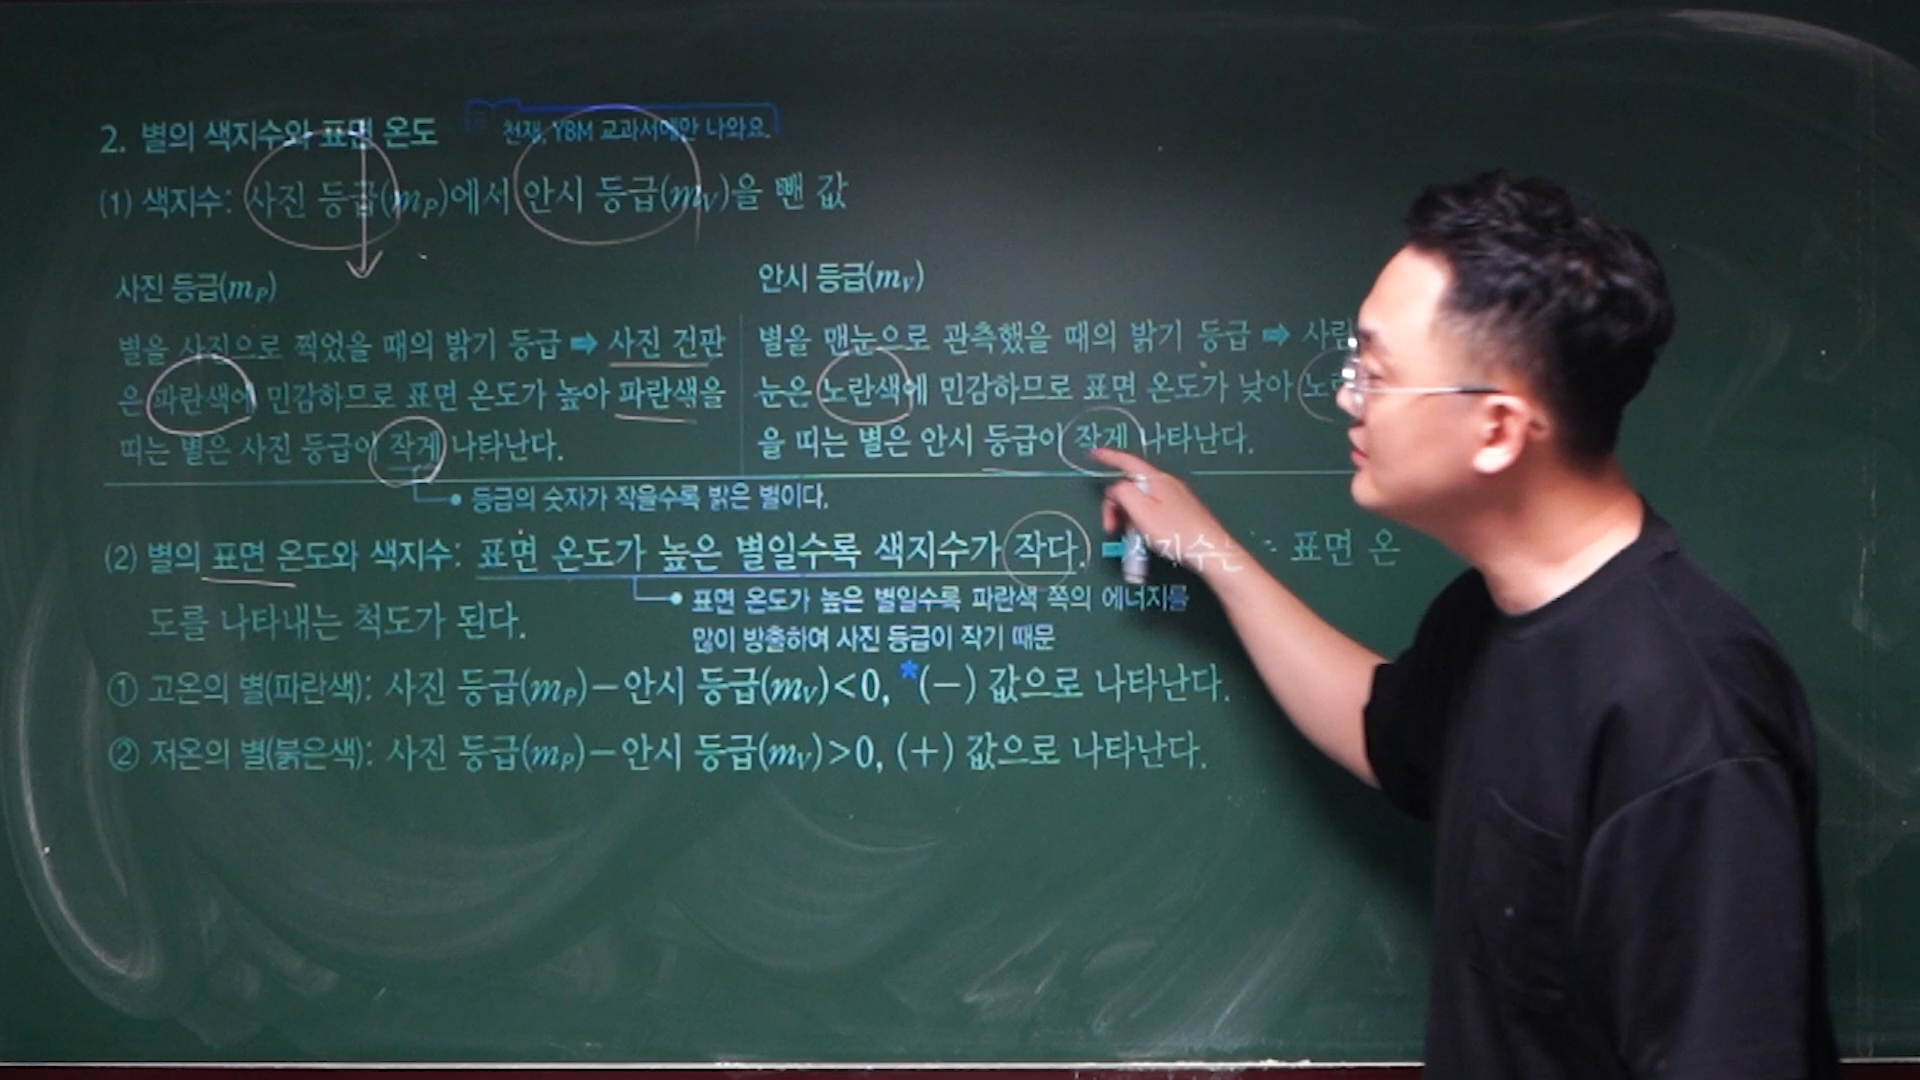 2. 별의 색지수와 표면 온도
천재, YBM 교과서에만 나와요.
(1) 색지수: 사진 등급(mP)에서 안시 등급(mV)을 뺀 값
사진 등급(mP)
별을 사진으로 찍었을 때의 밝기 등급 ➡ 사진 건판
은 파란색에 민감하므로 표면 온도가 높아 파란색을
띠는 별은 사진 등급이 작게 나타난다.
안시 등급(mV)
별을 맨눈으로 관측했을 때의 밝기 등급 ➡ 사람
눈은 노란색에 민감하므로 표면 온도가 낮아
을 띠는 별은 안시 등급이 작게 나타난다.
등급의 숫자가 작을수록 밝은 별이다.
(2) 별의 표면 온도와 색지수: 표면 온도가 높은 별일수록 색지수가 작다. ➡ 표면 온
도를 나타내는 척도가 된다.
표면 온도가 높은 별일수록 파란색 쪽의 에너지를
많이 방출하여 사진 등급이 작기 때문
① 고온의 별(파란색): 사진 등급(mP)−안시 등급(mV)<0, *(−) 값으로 나타난다.
② 저온의 별(붉은색): 사진 등급(mP)−안시 등급(mV)>0, (+) 값으로 나타난다.